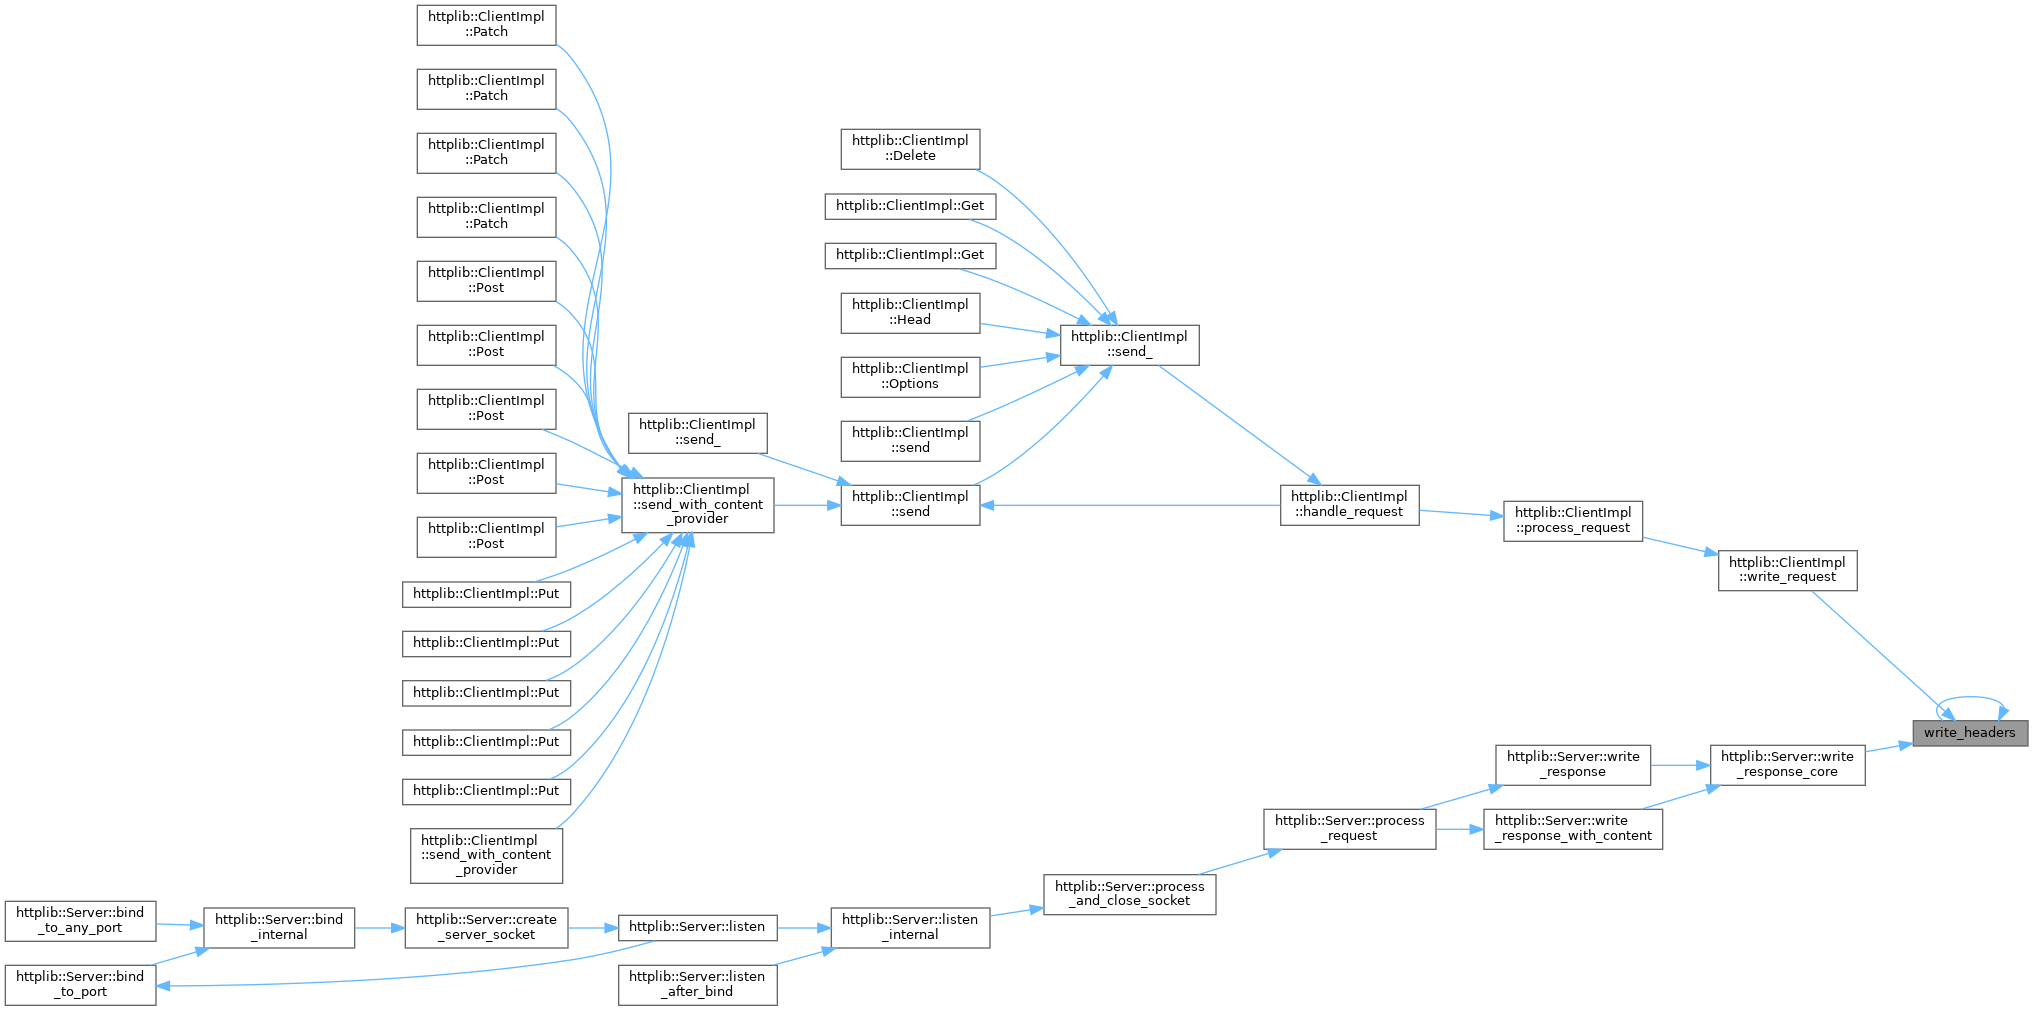 httplib::ClientImpl
::Patch
httplib::ClientImpl
::Patch
httplib::ClientImpl
::Patch
httplib::ClientImpl
::Patch
httplib::ClientImpl
::Post
httplib::ClientImpl
::Post
httplib::ClientImpl
::Post
httplib::ClientImpl
::Post
httplib::ClientImpl
::Post
httplib::ClientImpl::Put
httplib::ClientImpl::Put
httplib::ClientImpl::Put
httplib::ClientImpl::Put
httplib::ClientImpl::Put
httplib::ClientImpl
::send_with_content
_provider
httplib::ClientImpl
::send_
httplib::ClientImpl
::send_with_content
_provider
httplib::ClientImpl
::Delete
httplib::ClientImpl::Get
httplib::ClientImpl::Get
httplib::ClientImpl
::Head
httplib::ClientImpl
::Options
httplib::ClientImpl
::send
httplib::ClientImpl
::send
httplib::ClientImpl
::send_
httplib::ClientImpl
::handle_request
httplib::ClientImpl
::process_request
httplib::ClientImpl
::write_request
write_headers
httplib::Server::write
_response
httplib::Server::write
_response_core
httplib::Server::process
_request
httplib::Server::write
_response_with_content
httplib::Server::process
_and_close_socket
httplib::Server::bind
_to_any_port
httplib::Server::bind
_internal
httplib::Server::create
_server_socket
httplib::Server::listen
httplib::Server::listen
_internal
httplib::Server::bind
_to_port
httplib::Server::listen
_after_bind